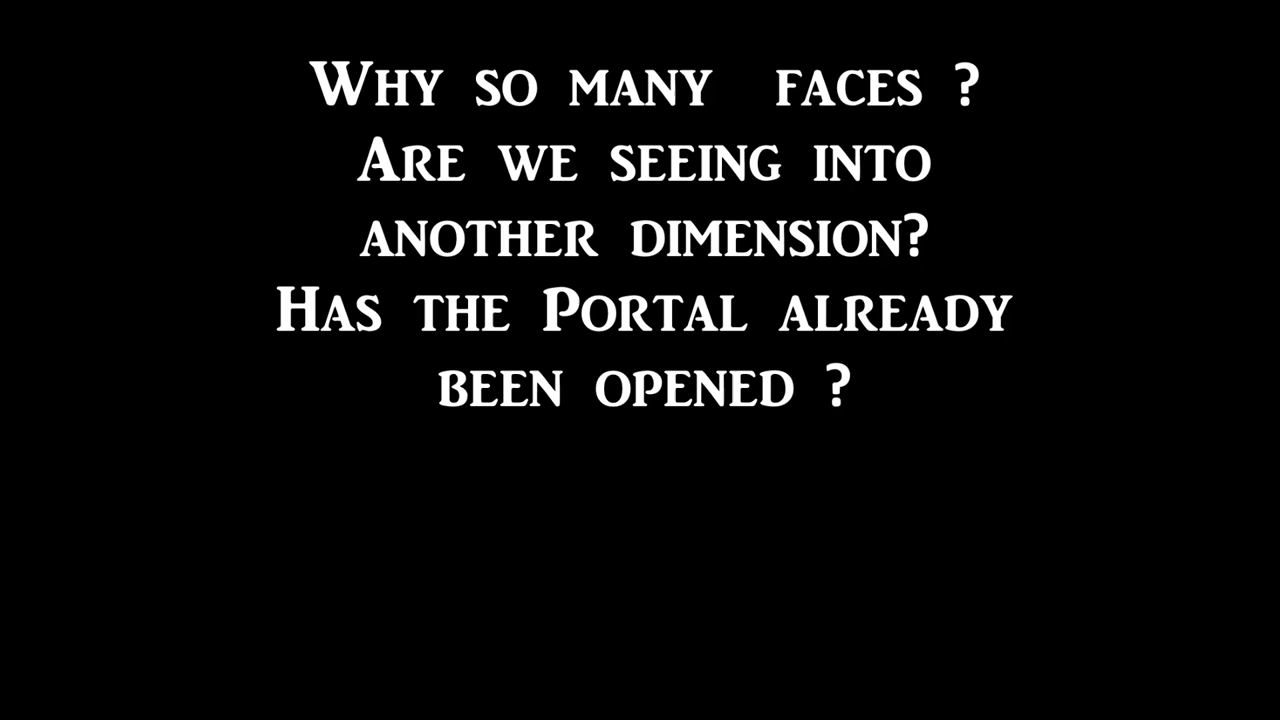 Why so many faces ?
Are we seeing into
another dimension?
Has the Portal already
been opened ?